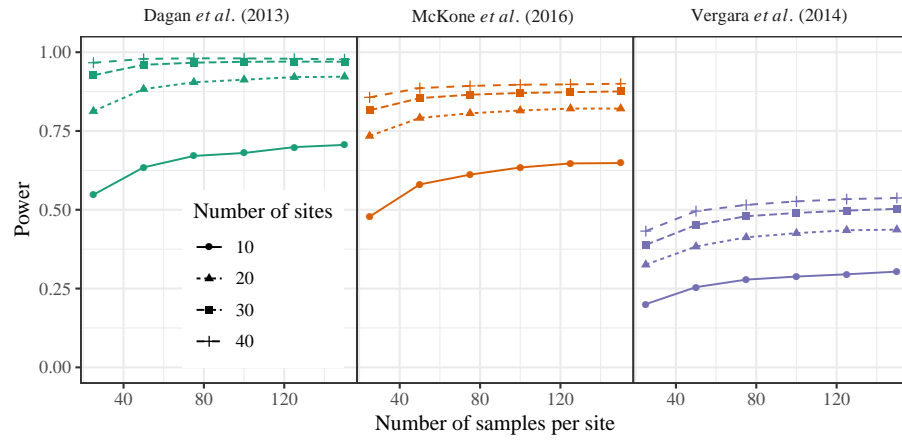 Dagan et al. (2013)
McKone et al. (2016)
Vergara et al. (2014)
Power
1.00
0.75
0.50
0.25
0.00
Number of sites
10
20
30
40
40 80 120
40 80 120
40 80 120
Number of samples per site